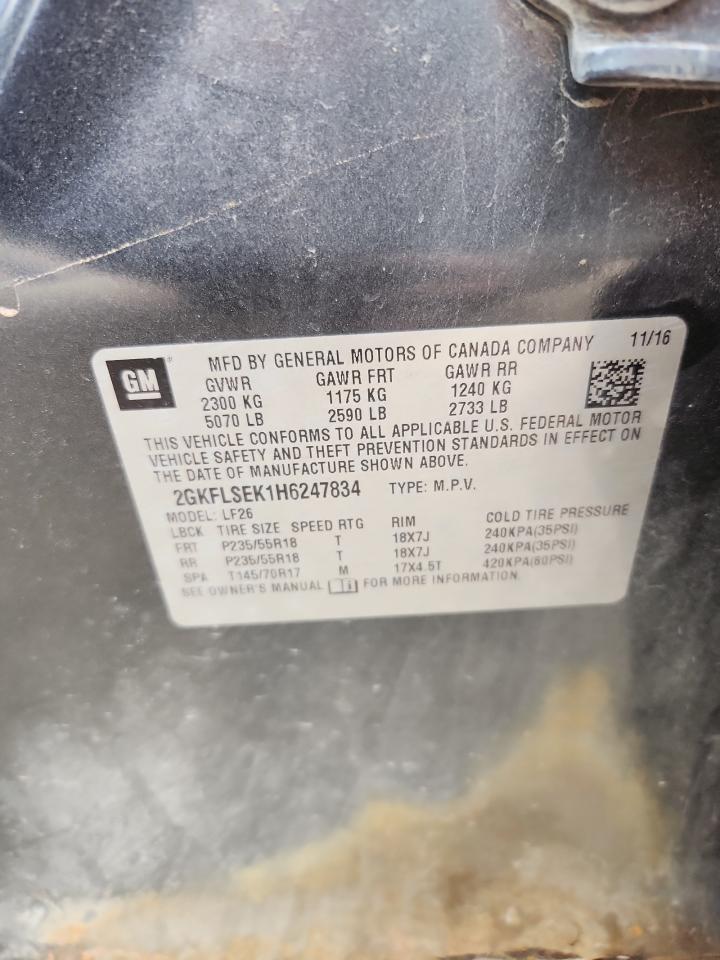 GM
MFD BY GENERAL MOTORS OF CANADA COMPANY 11/16
GVWR GAWR FRT GAWR RR
2300 KG 1175 KG 1240 KG
5070 LB 2590 LB 2733 LB
THIS VEHICLE CONFORMS TO ALL APPLICABLE U.S. FEDERAL MOTOR
VEHICLE SAFETY AND THEFT PREVENTION STANDARDS IN EFFECT ON
THE DATE OF MANUFACTURE SHOWN ABOVE.
2GKFLSEK1H6247834 TYPE: M.P.V.
MODEL: LF26
LBCK TIRE SIZE SPEED RTG RIM COLD TIRE PRESSURE
FRT P235/55R18 T 18X7J 240KPA(35PSI)
RR P235/55R18 T 18X7J 240KPA(35PSI)
SPA T145/70R17 M 17X4.5T 420KPA(60PSI)
SEE OWNER'S MANUAL FOR MORE INFORMATION.